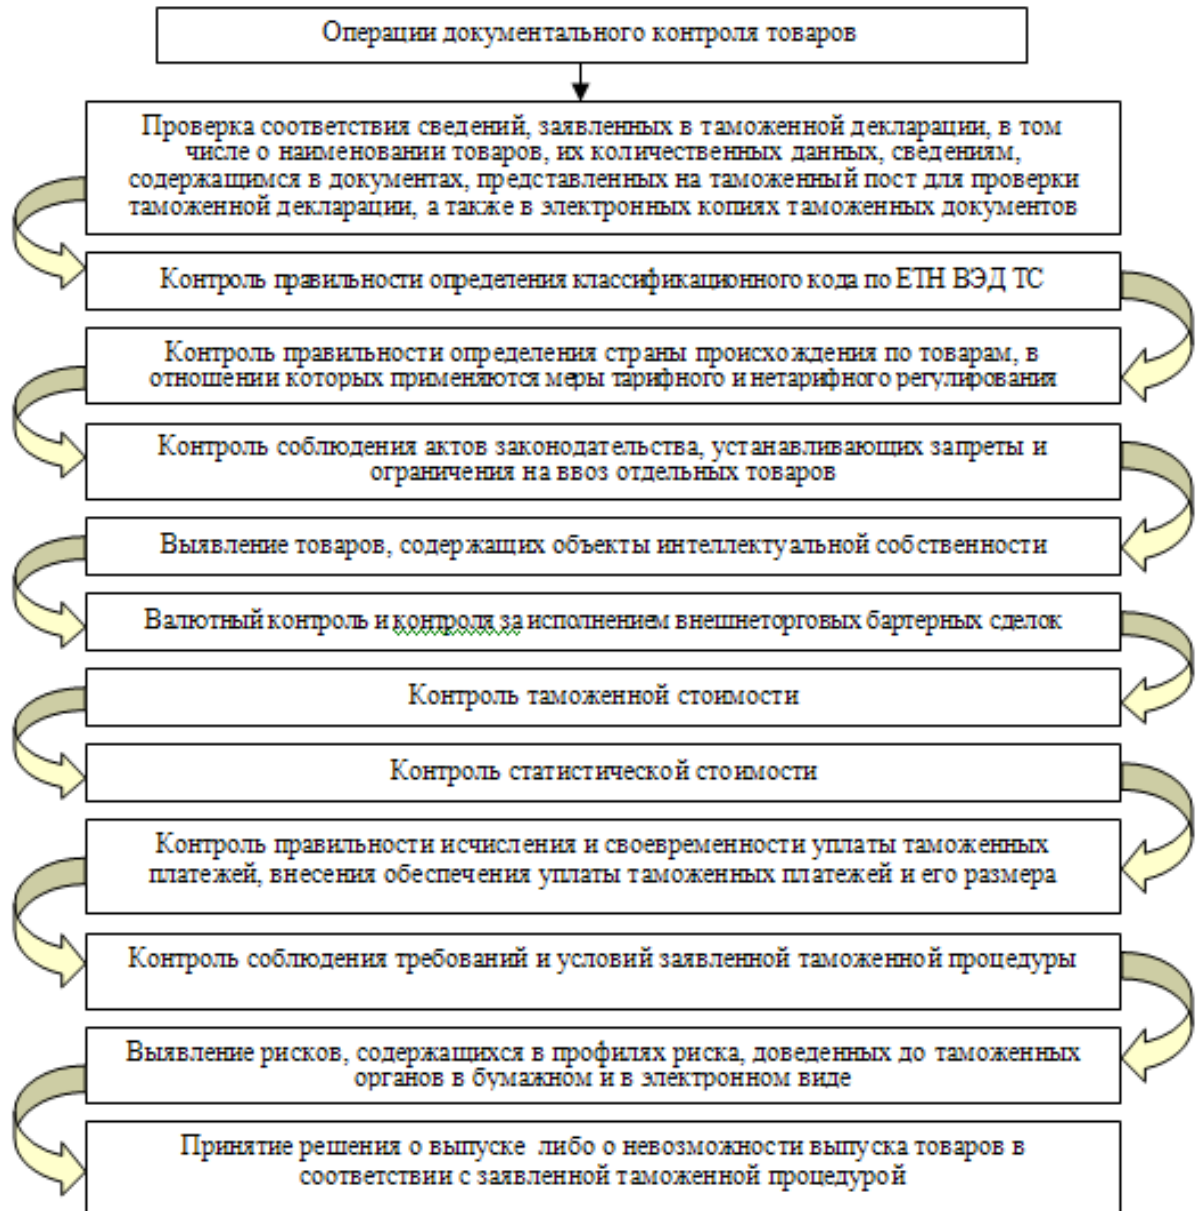 Операции документального контроля товаров
Проверка соответствия сведений, заявленных в таможенной декларации, в том
числе о наименовании товаров, их количественных данных, сведениям,
содержащимся в документах, представленных на таможенный пост для проверки
таможенной декларации, а также в электронных копиях таможенных документов
Контроль правильности определения классификационного кода по ЕТН ВЭД ТС
Контроль правильности определения страны происхождения по товарам, в
отношении которых применяются меры тарифного и нетарифного регулирования
Контроль соблюдения актов законодательства, устанавливающих запреты и
ограничения на ввоз отдельных товаров
Выявление товаров, содержащих объекты интеллектуальной собственности
Валютный контроль и контроля за исполнением внешнеторговых бартерных сделок
Контроль таможенной стоимости
Контроль статистической стоимости
Контроль правильности исчисления и своевременности уплаты таможенных
платежей, внесения обеспечения уплаты таможенных платежей и его размера
Контроль соблюдения требований и условий заявленной таможенной процедуры
Выявление рисков, содержащихся в профилях риска, доведенных до таможенных
органов в бумажном и в электронном виде
Принятие решения о выпуске либо о невозможности выпуска товаров в
соответствии с заявленной таможенной процедурой